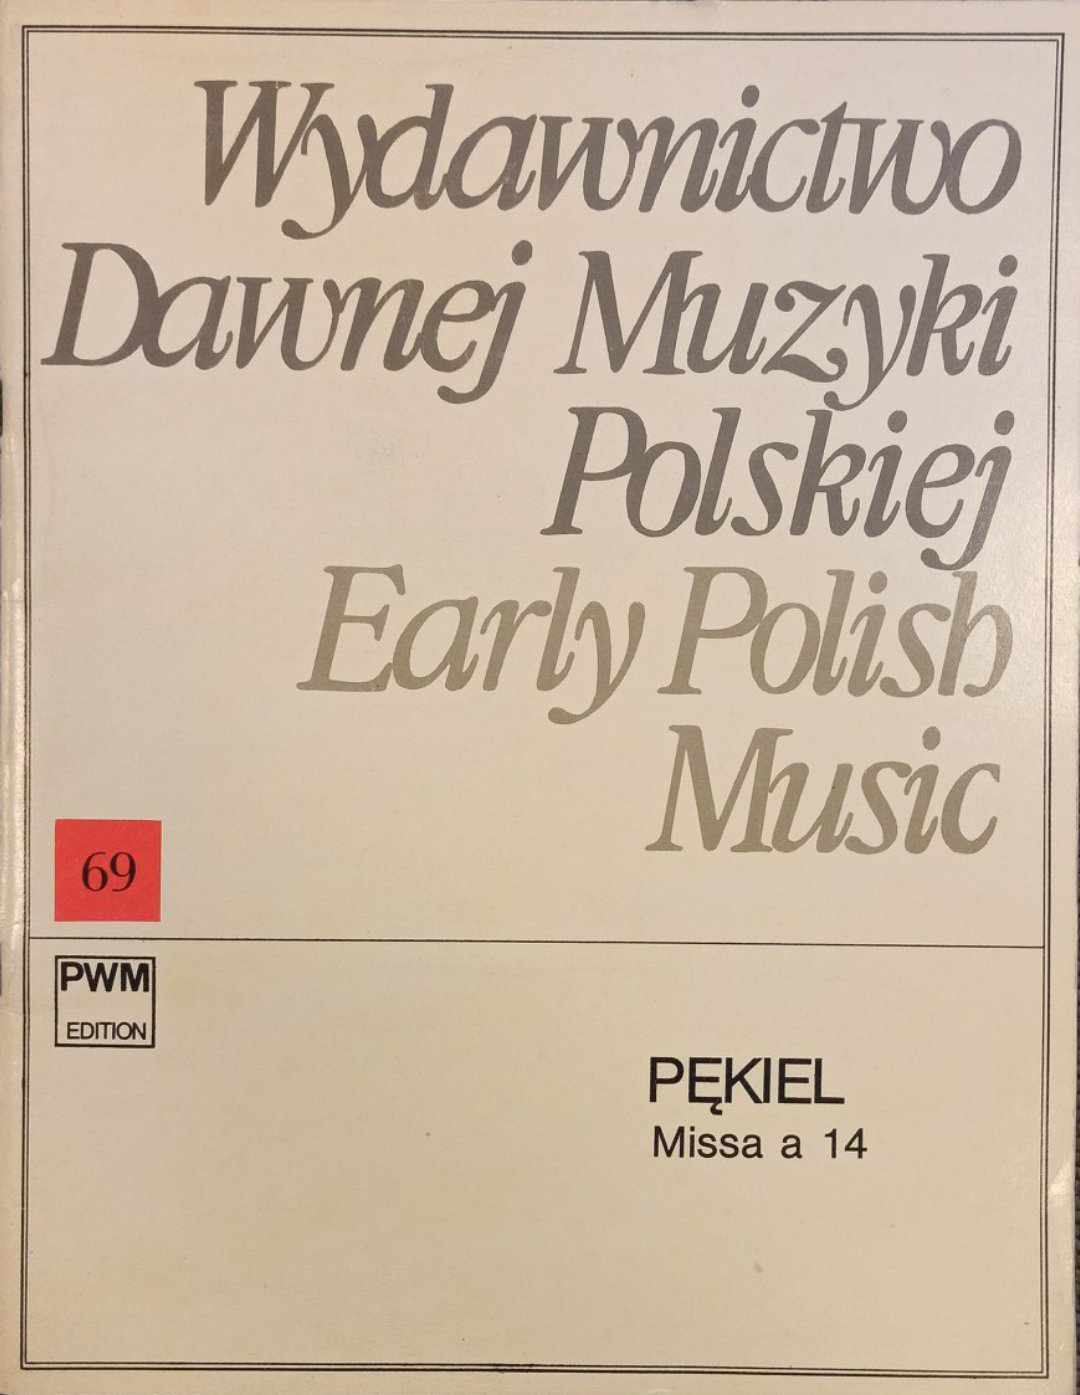 Wydawnictwo
Dawnej Muzyki
Polskiej
Early Polish
Music
69
PWM
EDITION
PĘKIEL
Missa a 14